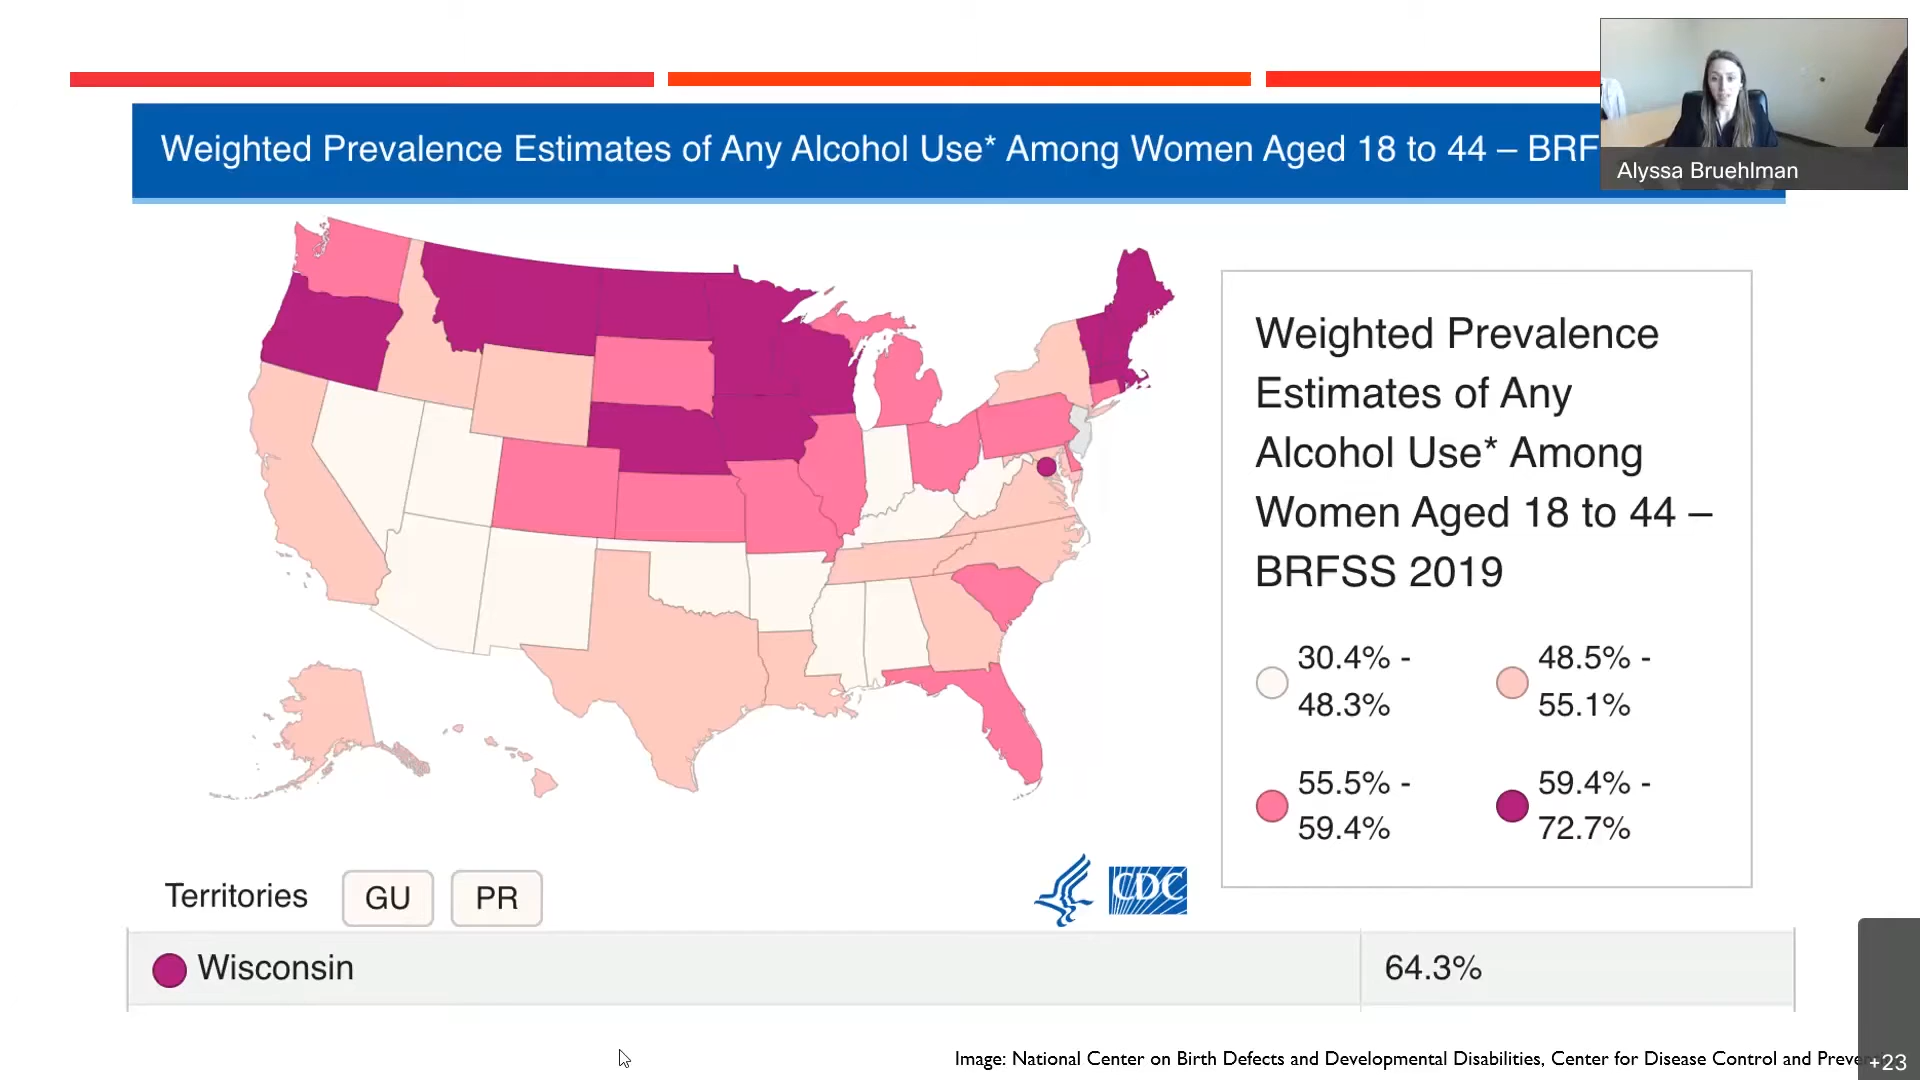 Weighted Prevalence Estimates of Any Alcohol Use* Among Women Aged 18 to 44 – BRF
Alyssa Bruehlman
Weighted Prevalence
Estimates of Any
Alcohol Use* Among
Women Aged 18 to 44 –
BRFSS 2019
30.4% -
48.3%
48.5% -
55.1%
55.5% -
59.4%
59.4% -
72.7%
Territories GU PR
CDC
Wisconsin 64.3%
Image: National Center on Birth Defects and Developmental Disabilities, Center for Disease Control and Preve
+23